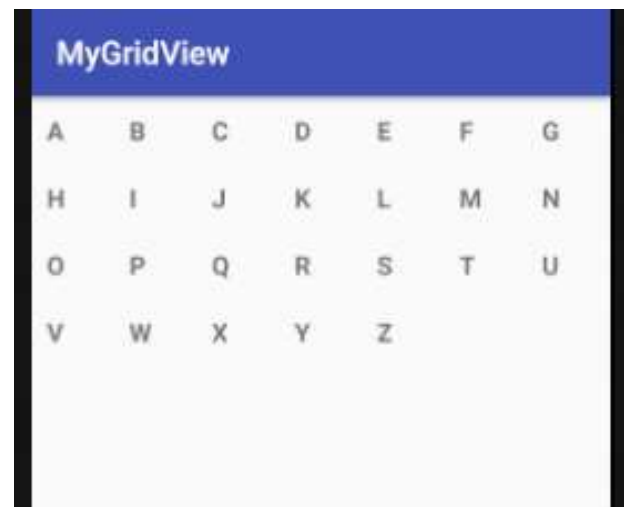 MyGridView
A B C D E F G
H I J K L M N
O P Q R S T U
V W X Y Z